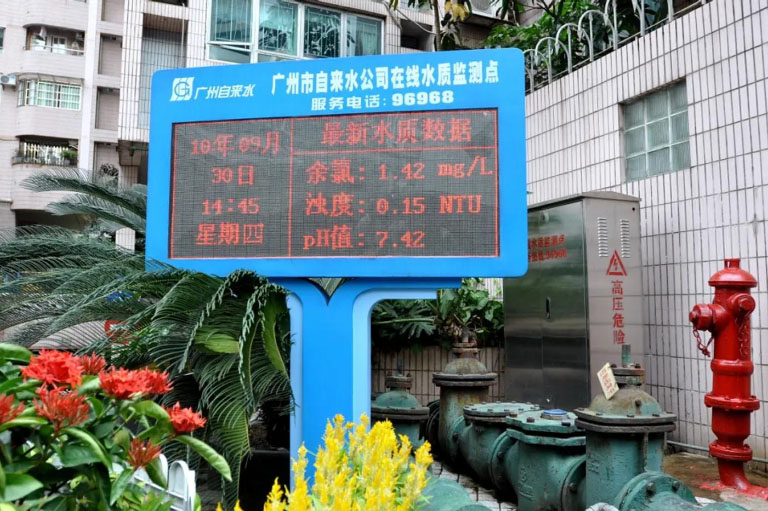 广州自来水
广州市自来水公司在线水质监测点
服务电话：96968
10年09月
30日
14:45
星期四
最新水质数据
余氯：1.42 mg/L
浊度：0.15 NTU
pH值：7.42
高压危险